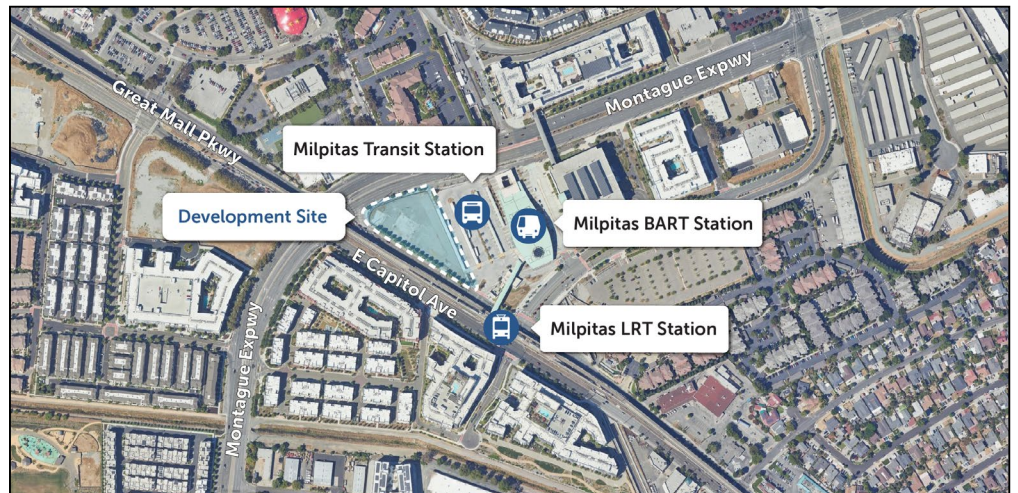 Great Mall Pkwy
Montague Expwy
Milpitas Transit Station
Development Site
Milpitas BART Station
E Capitol Ave
Milpitas LRT Station
Montague Expwy